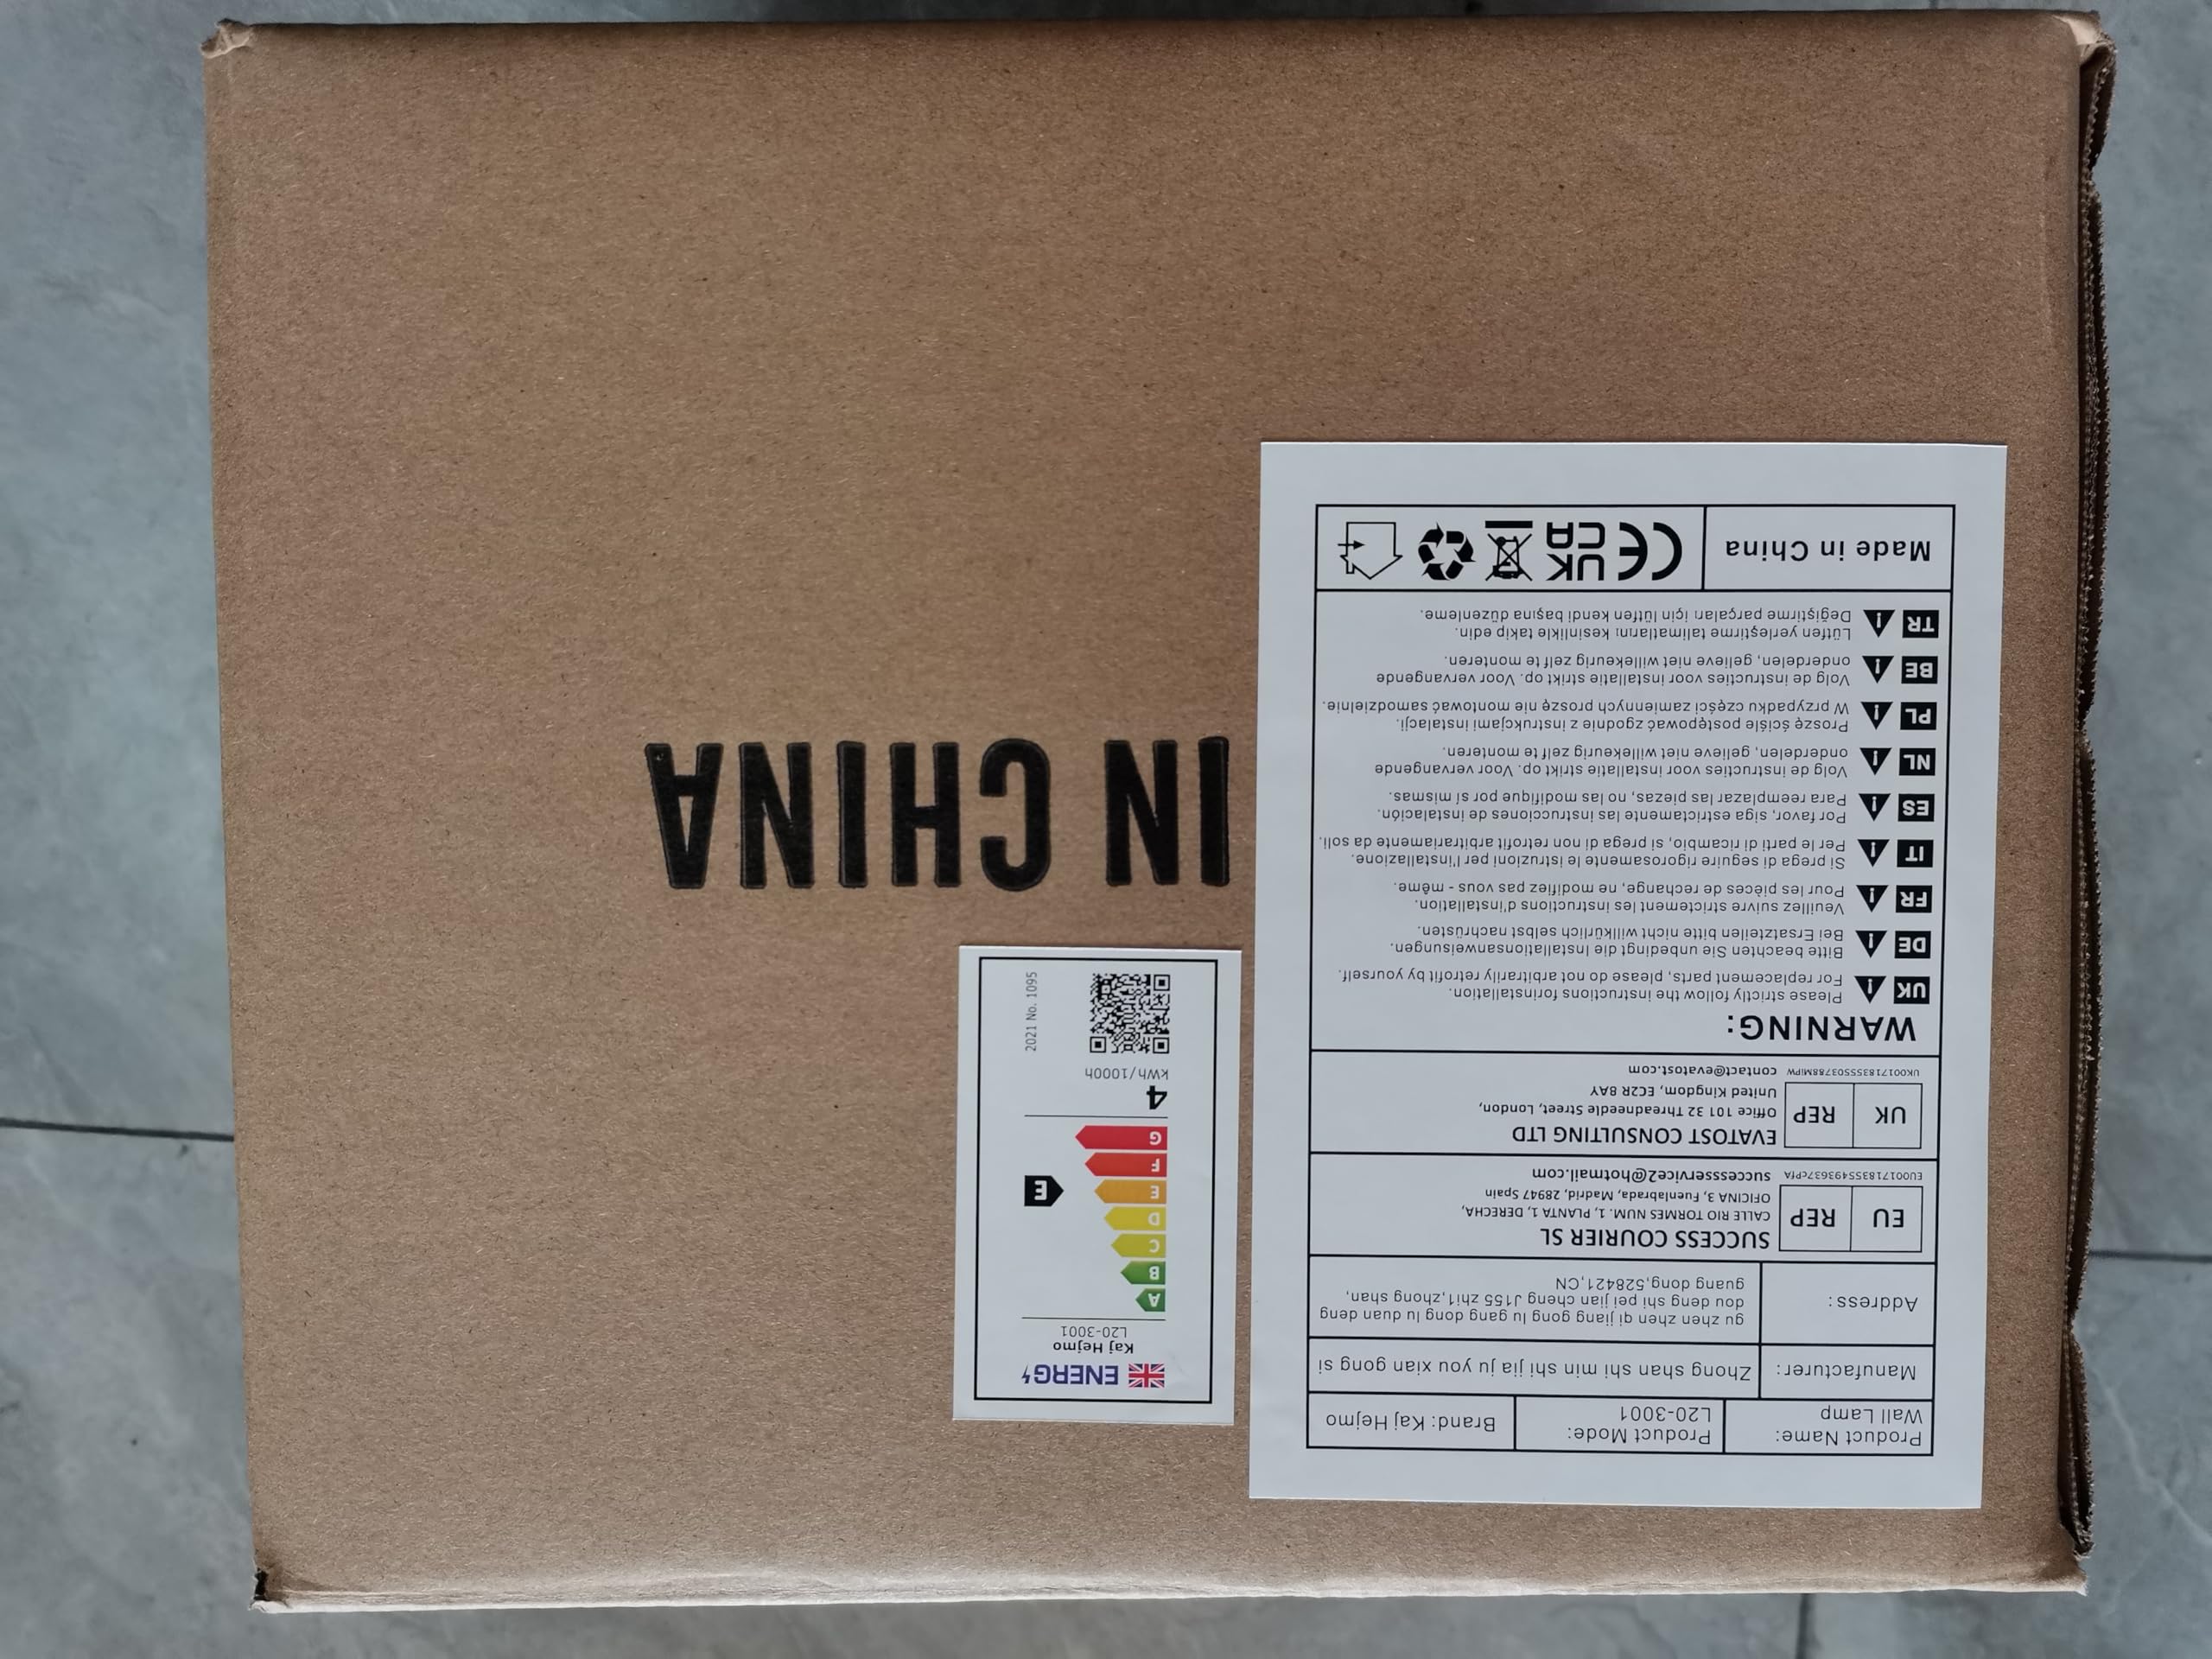 IN CHINA
Product Name:
Wall Lamp
Product Mode:
L20-3001
Brand: Kaj Hejmo
Manufacturer:
Zhong shan shi min shi jia ju you xian gong si
Address:
gu zhen zhen qi jiang gong lu gang dong lu duan deng
dou deng shi pei jian cheng J155 zhi1,zhong shan,
guang dong,528421,CN
EU REP
EU00171835549363​7cPfA
SUCCESS COURIER SL
CALLE RIO TORMES NUM. 1, PLANTA 1, DERECHA,
OFICINA 3, Fuenlabrada, Madrid, 28947 Spain
successservice2@hotmail.com
UK REP
UK001718355503788MiPW
EVATOST CONSULTING LTD
Office 101 32 Threadneedle Street, London,
United Kingdom, EC2R 8AY
contact@evatost.com
WARNING:
UK
Please strictly follow the instructions forinstallation.
For replacement parts, please do not arbitrarily retrofit by yourself.
DE
Bitte beachten Sie unbedingt die Installationsanweisungen.
Bei Ersatzteilen bitte nicht willkürlich selbst nachrüsten.
FR
Veuillez suivre strictement les instructions d'installation.
Pour les pièces de rechange, ne modifiez pas vous - même.
IT
Si prega di seguire rigorosamente le istruzioni per l'installazione.
Per le parti di ricambio, si prega di non retrofit arbitrariamente da soli.
ES
Por favor, siga estrictamente las instrucciones de instalación.
Para reemplazar las piezas, no las modifique por sí mismas.
NL
Volg de instructies voor installatie strikt op. Voor vervangende
onderdelen, gelieve niet willekeurig zelf te monteren.
PL
Proszę ściśle postępować zgodnie z instrukcjami instalacji.
W przypadku części zamiennych proszę nie montować samodzielnie.
BE
Volg de instructies voor installatie strikt op. Voor vervangende
onderdelen, gelieve niet willekeurig zelf te monteren.
TR
Lütfen yerleştirme talimatlarını kesinlikle takip edin.
Değiştirme parçaları için lütfen kendi başına düzenleme.
Made in China
CE UK CA
ENERG
Kaj Hejmo
L20-3001
A
B
C
D
E
F
G
E
4
kWh/1000h
2021 No. 1095